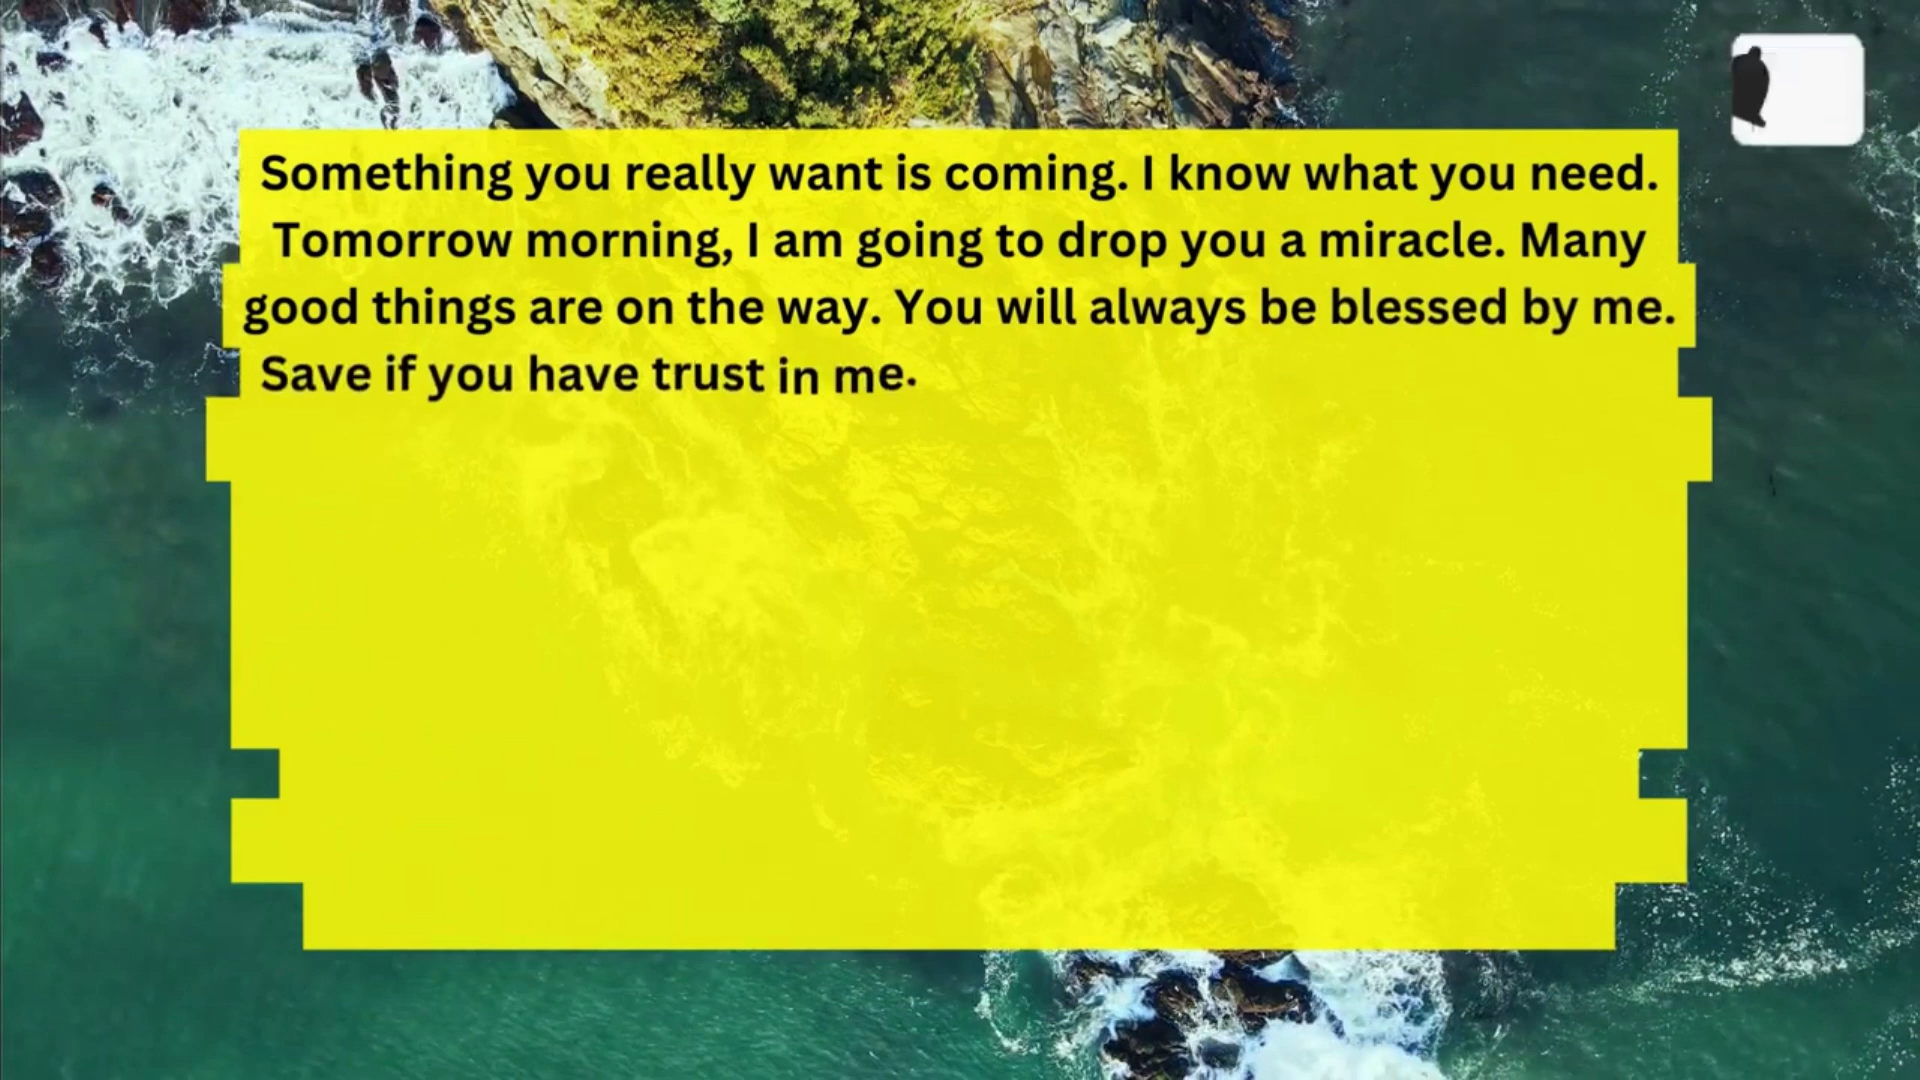 Something you really want is coming. I know what you need.
Tomorrow morning, I am going to drop you a miracle. Many
good things are on the way. You will always be blessed by me.
Save if you have trust in me.